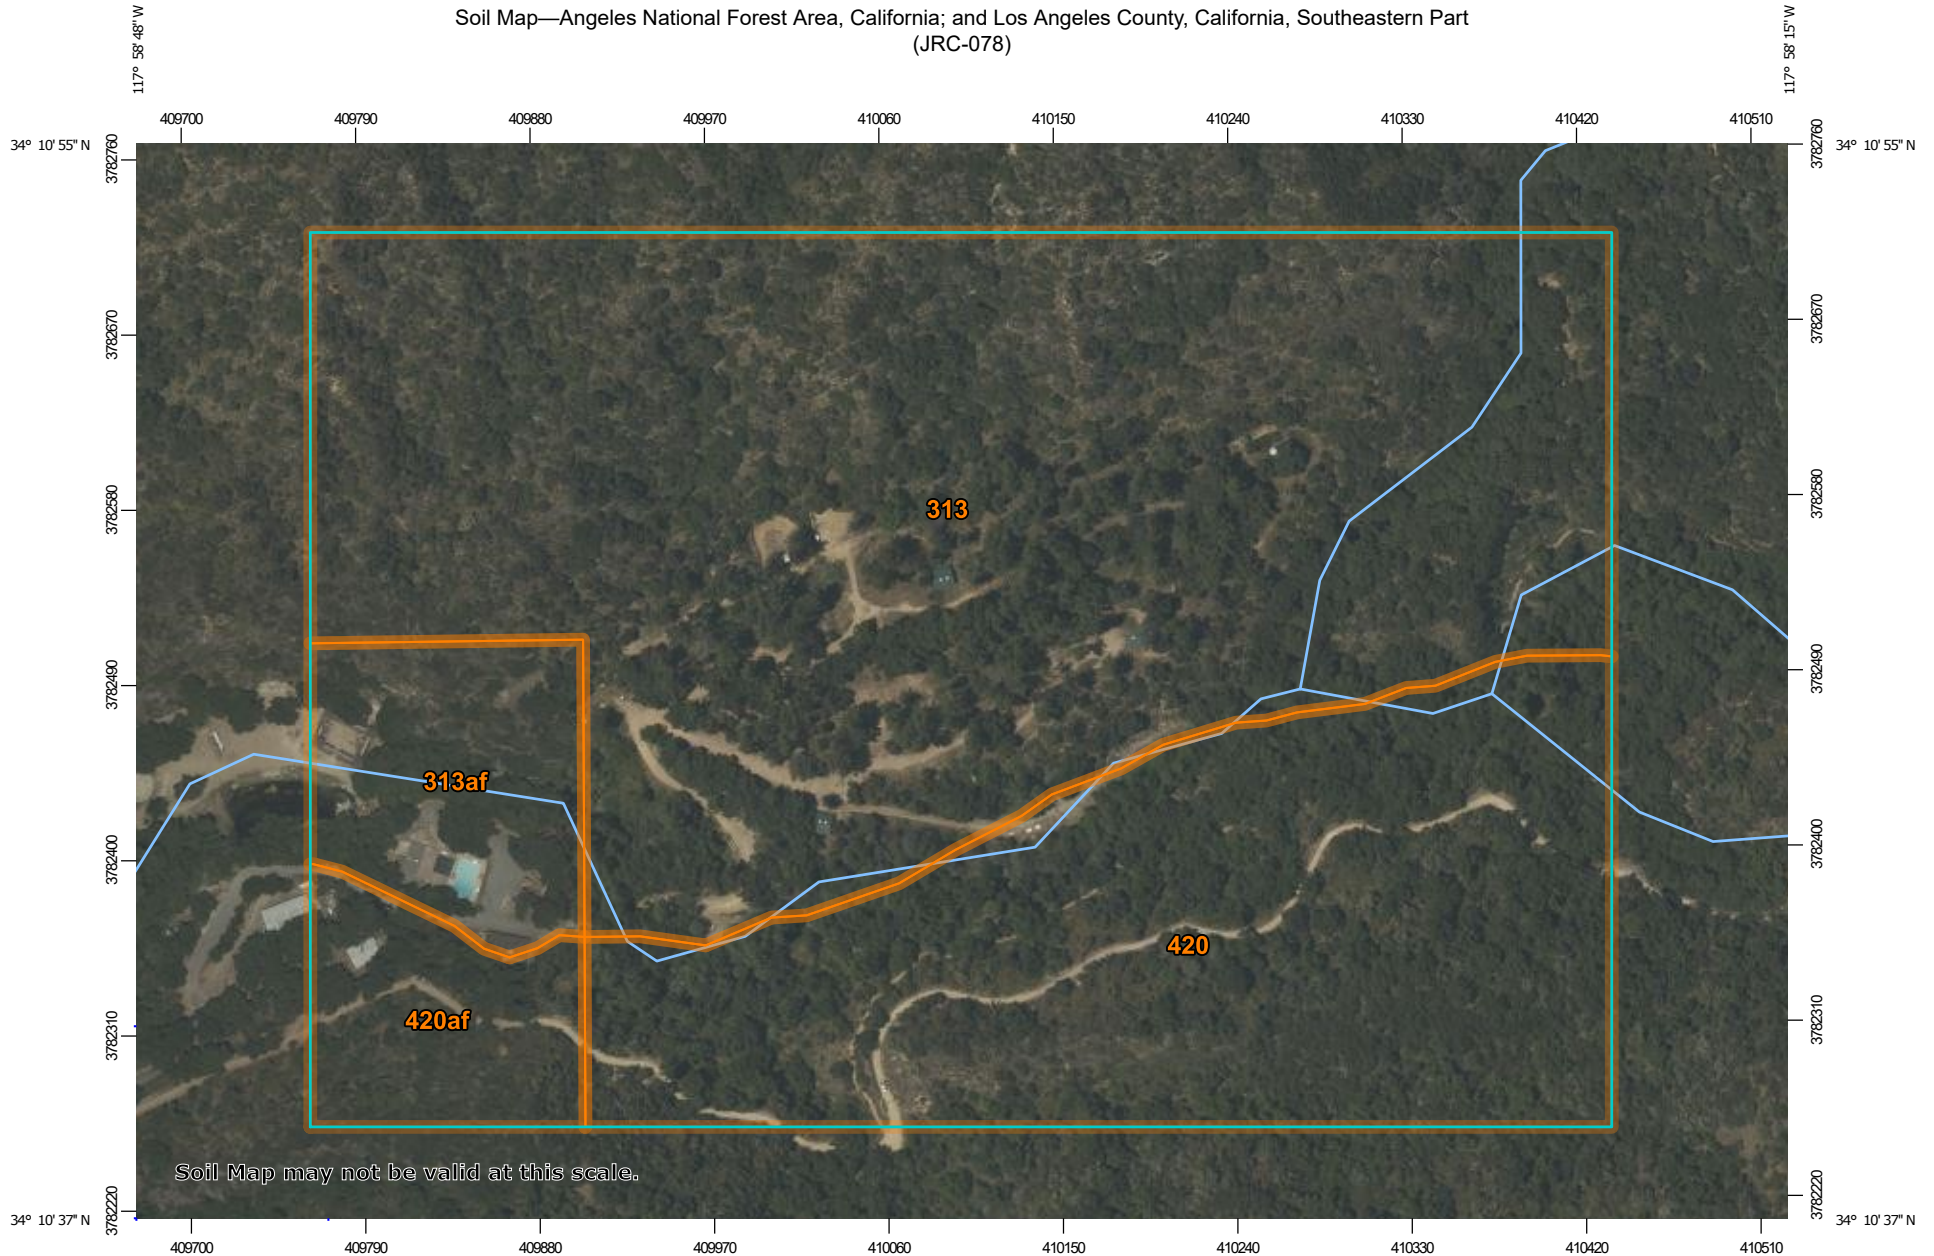 Soil Map—Angeles National Forest Area, California; and Los Angeles County, California, Southeastern Part
(JRC-078)
117° 58' 48'' W
117° 58' 15'' W
409700 409790 409880 409970 410060 410150 410240 410330 410420 410510
34° 10' 55'' N
34° 10' 55'' N
3782760
3782760
3782670
3782670
3782580
3782580
313
3782490
3782490
313af
3782400
3782400
420
420af
3782310
3782310
Soil Map may not be valid at this scale.
3782220
3782220
34° 10' 37'' N
34° 10' 37'' N
409700 409790 409880 409970 410060 410150 410240 410330 410420 410510